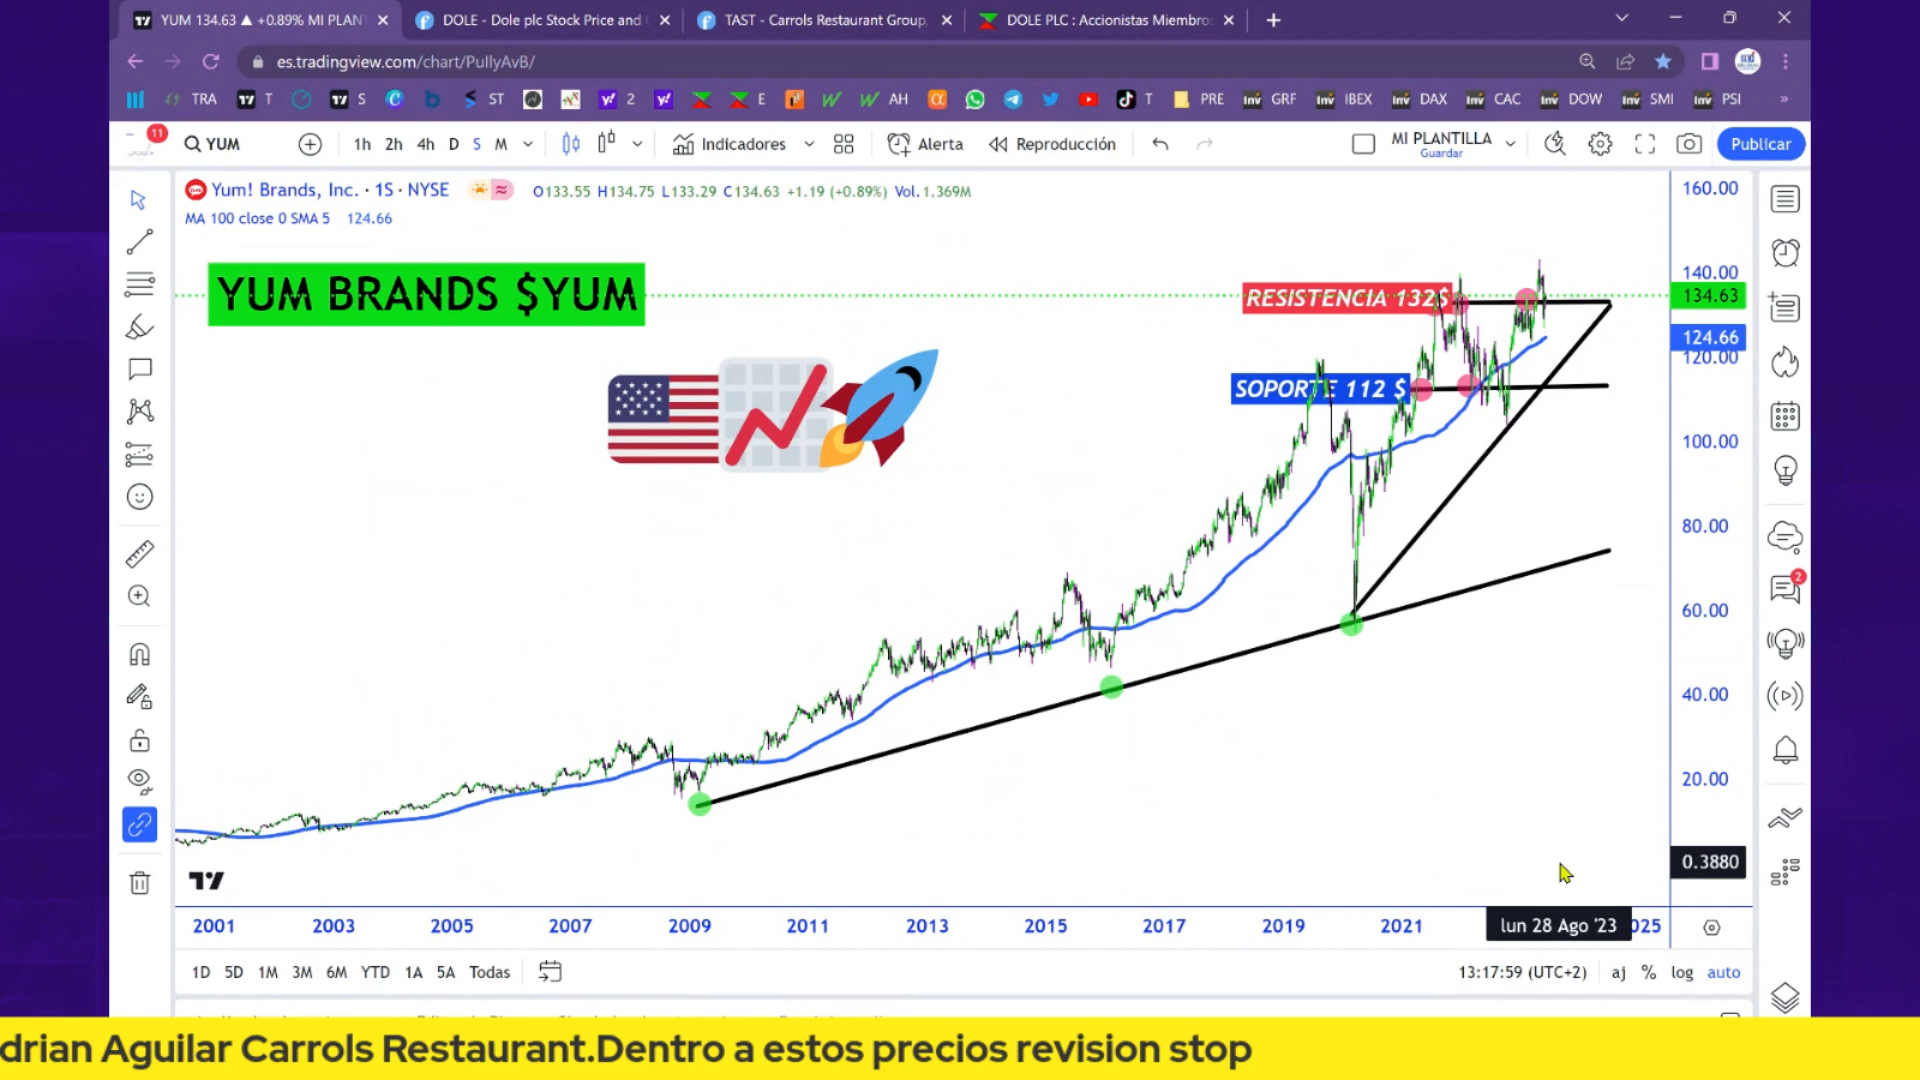 YUM 134.63 ▲ +0.89% MI PLANT
DOLE - Dole plc Stock Price and
TAST - Carrols Restaurant Group,
DOLE PLC : Accionistas Miembro
es.tradingview.com/chart/PullyAvB/
TRA T S ST 2 E AH T PRE GRF IBEX DAX CAC DOW SMI PSI »
11
YUM
1h 2h 4h D S M
Indicadores
Alerta
Reproducción
MI PLANTILLA
Guardar
Publicar
Yum! Brands, Inc. · 1S · NYSE
O133.55 H134.75 L133.29 C134.63 +1.19 (+0.89%) Vol.1.369M
MA 100 close 0 SMA 5 124.66
YUM BRANDS $YUM
RESISTENCIA 132$
SOPORTE 112 $
160.00
140.00
134.63
124.66
120.00
100.00
80.00
60.00
40.00
20.00
0.3880
2
2001 2003 2005 2007 2009 2011 2013 2015 2017 2019 2021 lun 28 Ago '23 025
1D 5D 1M 3M 6M YTD 1A 5A Todas
13:17:59 (UTC+2) aj % log auto
drian Aguilar Carrols Restaurant.Dentro a estos precios revision stop